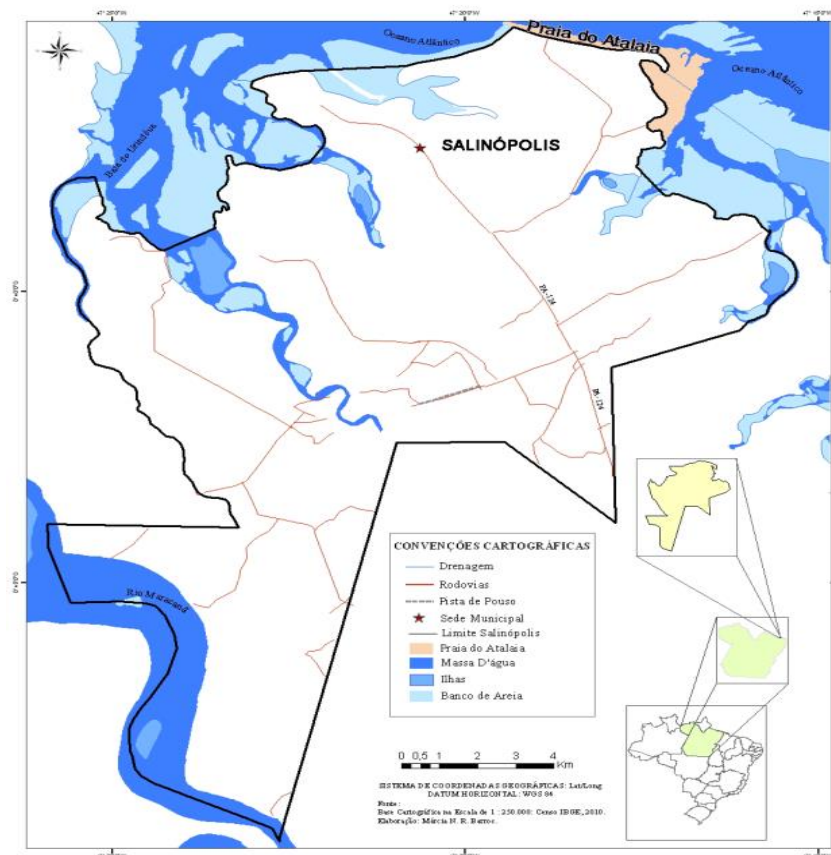 Praia do Atalaia
Oceano Atlântico
Oceano Atlântico
SALINÓPOLIS
PA-124
PA-124
CONVENÇÕES CARTOGRÁFICAS
Drenagem
Rodovias
Pista de Pouso
Sede Municipal
Limite Salinópolis
Praia do Atalaia
Massa D'água
Ilhas
Banco de Areia
Rio Maracanã
0 0,5 1 2 3 4
Km
SISTEMA DE COORDENADAS GEOGRÁFICAS: Lat/Long
DATUM HORIZONTAL: WGS 84.
Fonte:
Base Cartográfica na Escala de 1 : 250.000: Censo IBGE, 2010.
Elaboração: Márcia N. R. Barros.